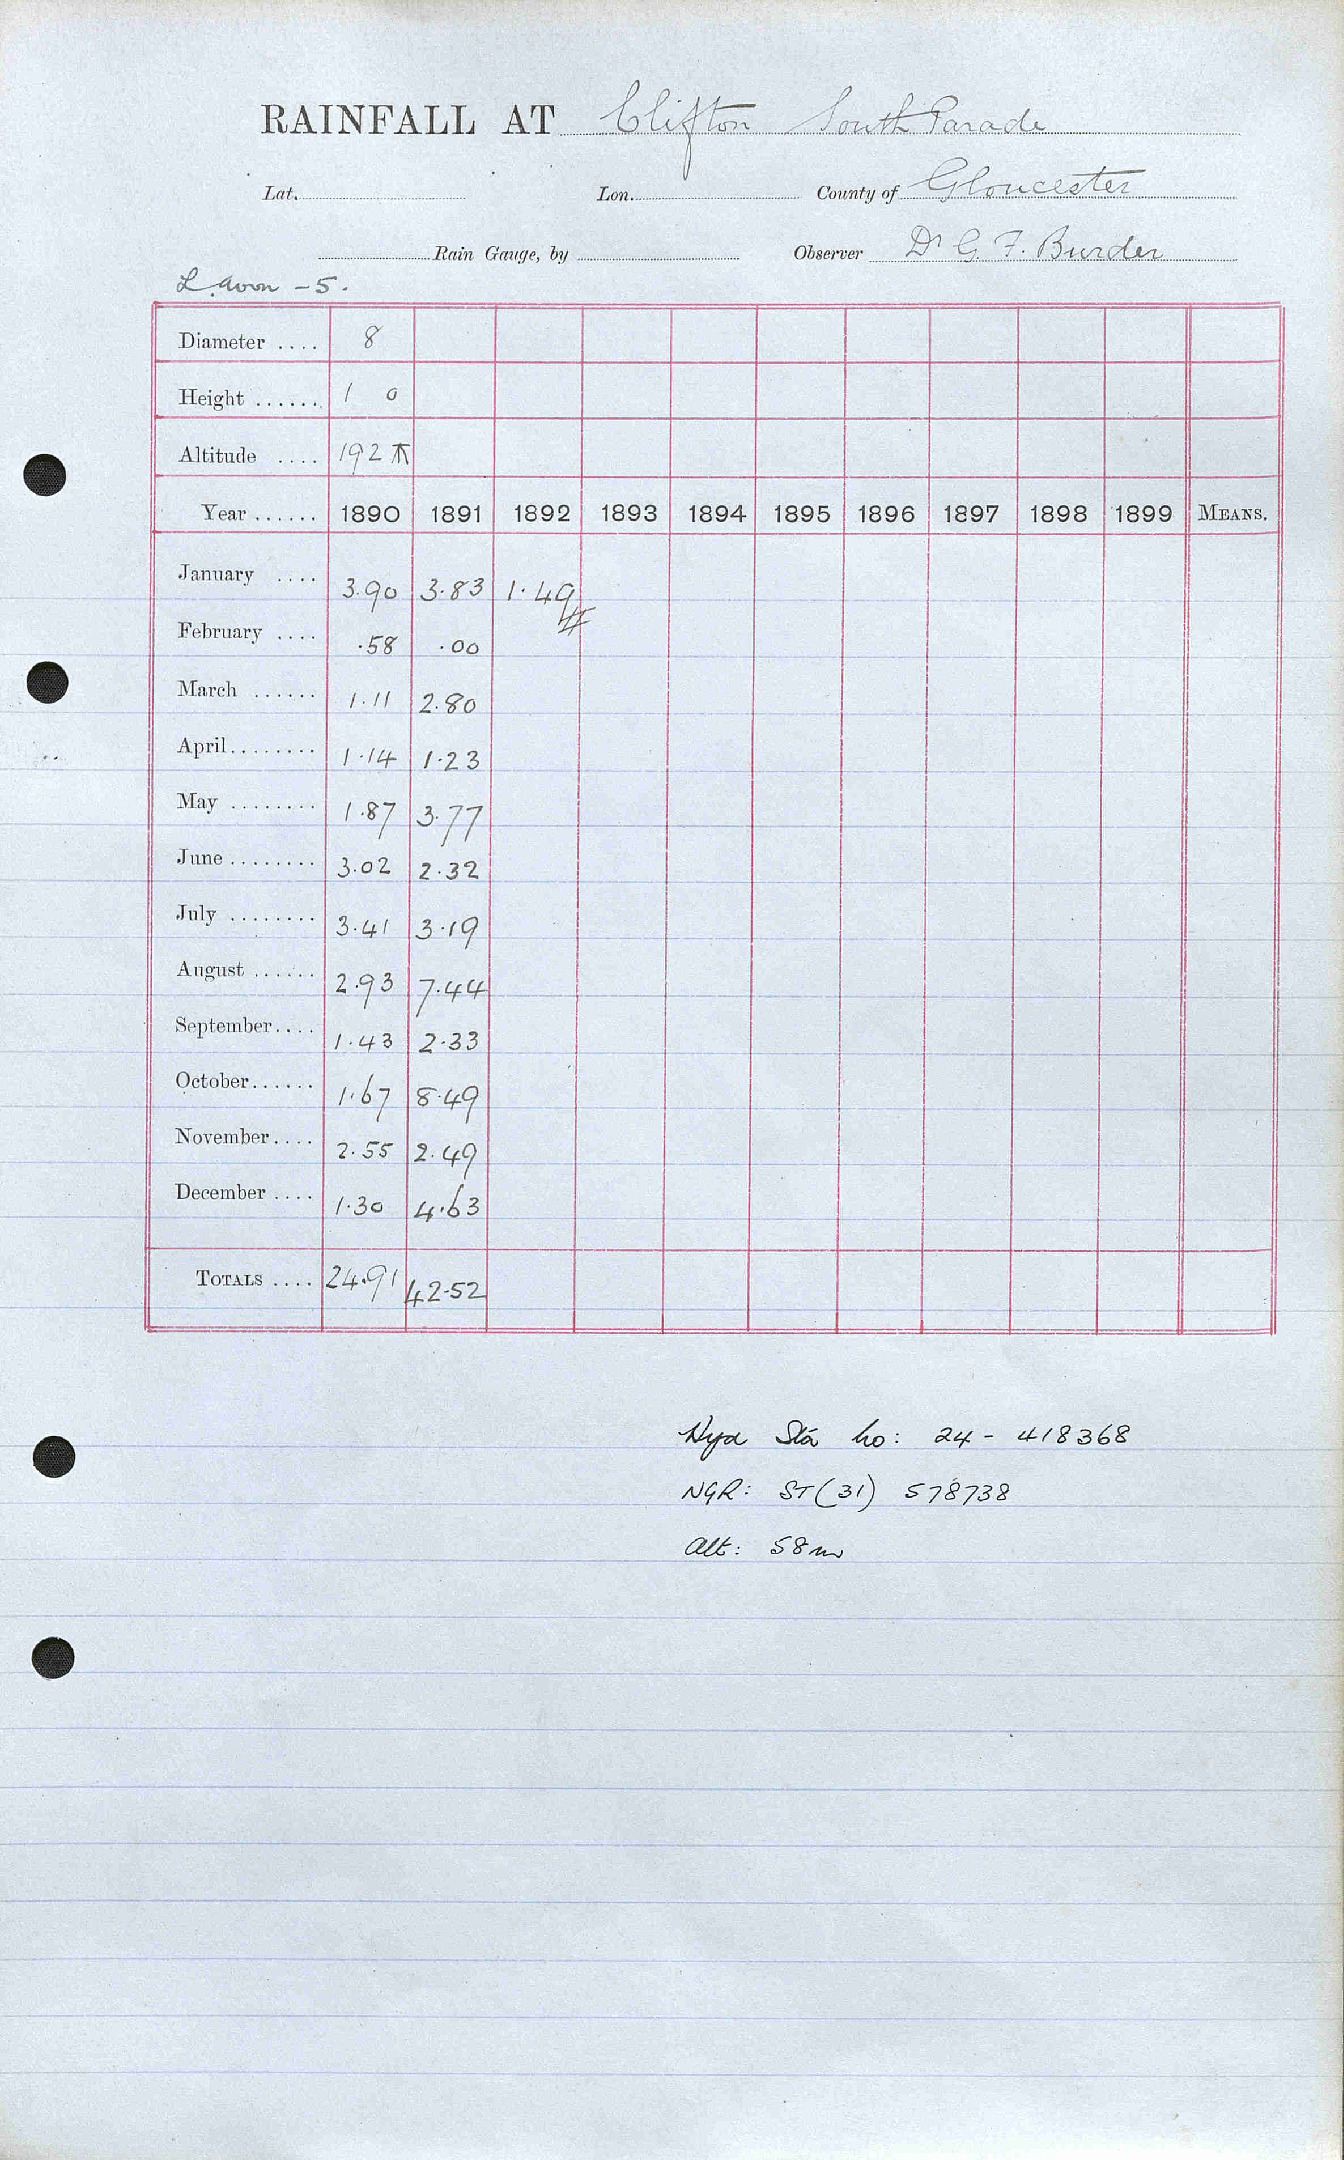 RAINFALL AT Clifton South Parade
Lat. Lon. County of Gloucester
Rain Gauge, by Observer Dr G. F. Burder
L. Avon - 5.
Diameter .... 8
Height ...... 1 0
Altitude .... 192
Year ...... 1890 1891 1892 1893 1894 1895 1896 1897 1898 1899 MEANS.
January .... 3.90 3.83 1.49
February .... .58 .00
March ...... 1.11 2.80
April........ 1.14 1.23
May ........ 1.87 3.77
June ........ 3.02 2.32
July ........ 3.41 3.19
August ...... 2.93 7.44
September.... 1.43 2.33
October...... 1.67 8.49
November.... 2.55 2.49
December .... 1.30 4.63
TOTALS .... 24.91 42.52
Hyd Sta no: 24 - 418368
NGR: ST(31) 578738
Alt: 58m